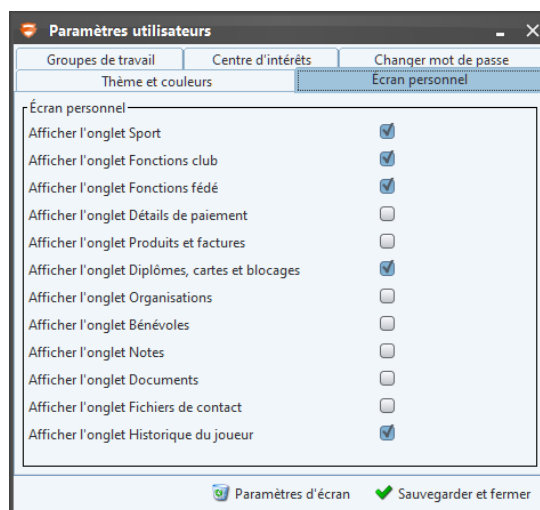 Paramètres utilisateurs
Groupes de travail Centre d'intérêts Changer mot de passe
Thème et couleurs Écran personnel
Écran personnel
Afficher l'onglet Sport
Afficher l'onglet Fonctions club
Afficher l'onglet Fonctions fédé
Afficher l'onglet Détails de paiement
Afficher l'onglet Produits et factures
Afficher l'onglet Diplômes, cartes et blocages
Afficher l'onglet Organisations
Afficher l'onglet Bénévoles
Afficher l'onglet Notes
Afficher l'onglet Documents
Afficher l'onglet Fichiers de contact
Afficher l'onglet Historique du joueur
Paramètres d'écran Sauvegarder et fermer